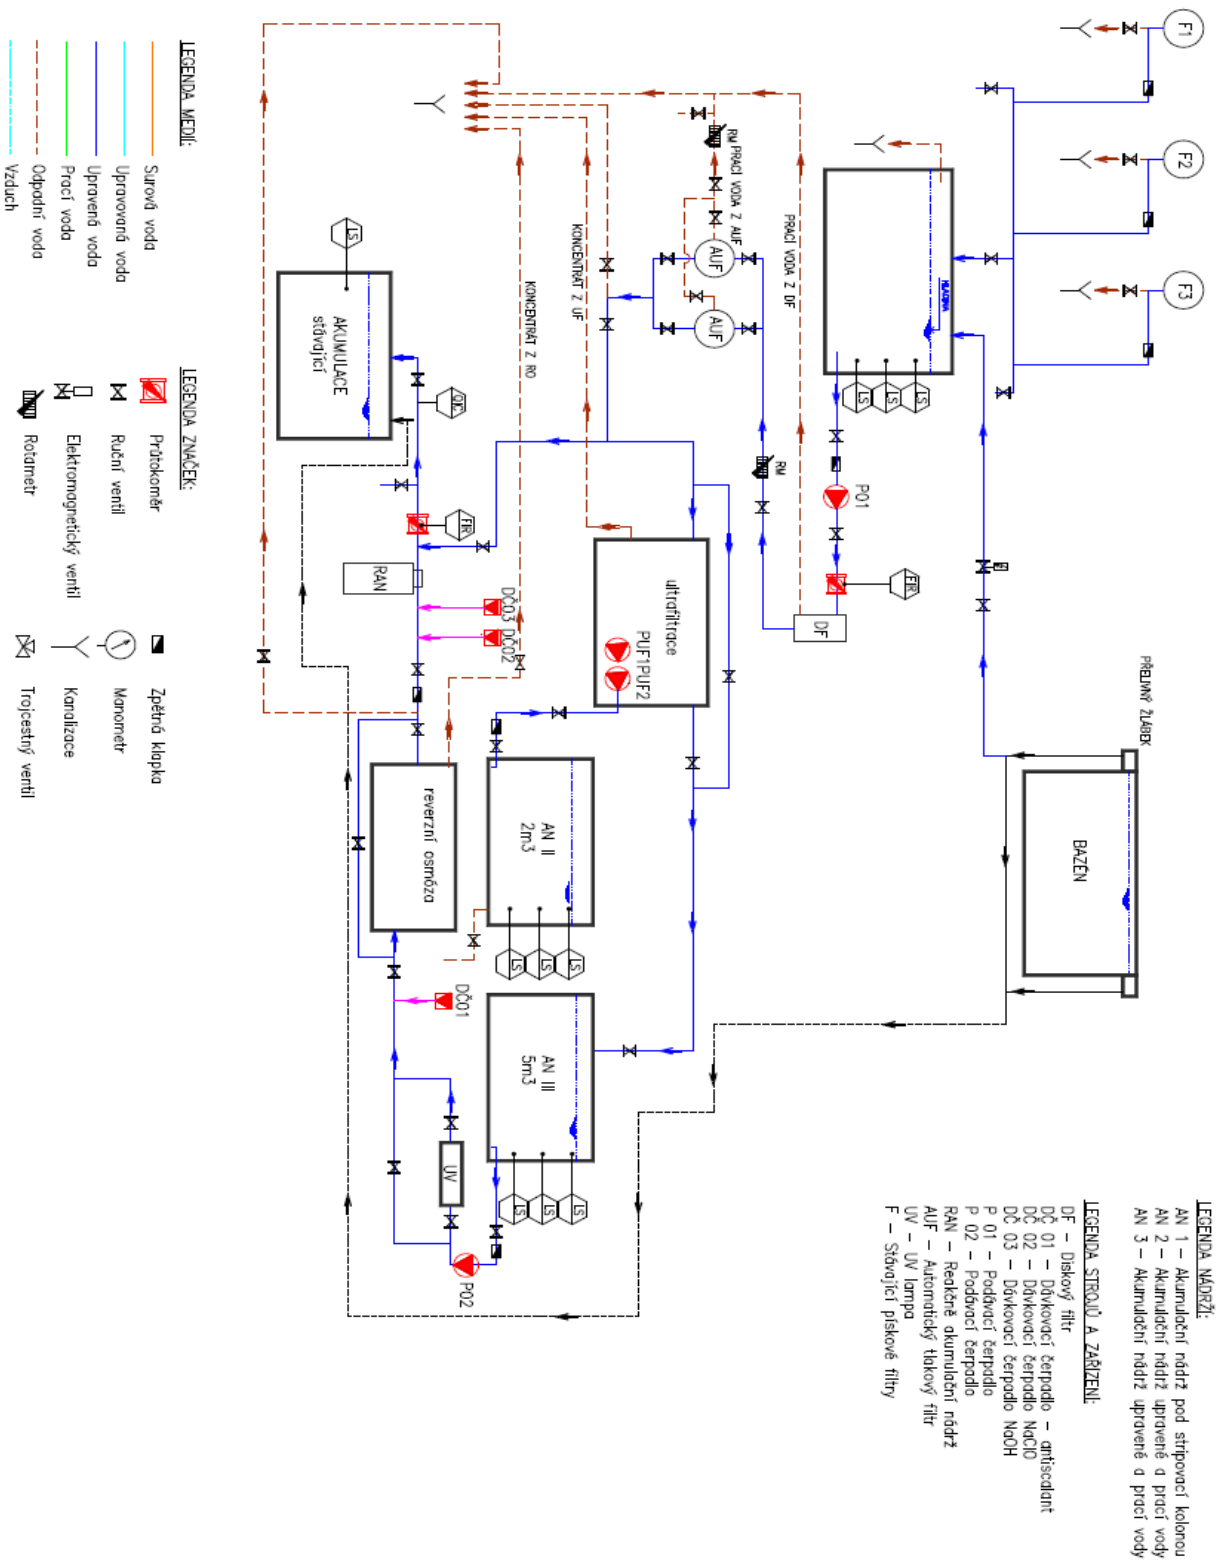 F1
F2
F3
HLADINA
LS
LS
LS
P01
FIR
DF
PRACÍ VODA Z DF
RM
RM
PRACÍ VODA Z AUF
AUF
AUF
KONCENTRÁT Z UF
KONCENTRÁT Z RO
LS
AKUMULACE
stávající
QIC
FIR
RAN
DČ03
DČ02
ultrafiltrace
PUF1
PUF2
PŘELIVNÝ ŽLÁBEK
BAZÉN
reverzní osmóza
AN II
2m3
LS
LS
LS
DČ01
AN III
5m3
LS
LS
LS
UV
P02
LEGENDA MEDIÍ:
Surová voda
Upravovaná voda
Upravená voda
Prací voda
Odpadní voda
Vzduch
LEGENDA ZNAČEK:
Průtokoměr
Ruční ventil
Elektromagnetický ventil
Rotametr
Zpětná klapka
Manometr
Kanalizace
Trojcestný ventil
LEGENDA NÁDRŽÍ:
AN 1 – Akumulační nádrž pod stripovací kolonou
AN 2 – Akumulační nádrž upravené a prací vody
AN 3 – Akumulační nádrž upravené a prací vody
LEGENDA STROJŮ A ZAŘÍZENÍ:
DF – Diskový filtr
DČ 01 – Dávkovací čerpadlo – antiscalant
DČ 02 – Dávkovací čerpadlo NaClO
DČ 03 – Dávkovací čerpadlo NaOH
P 01 – Podávací čerpadlo
P 02 – Podávací čerpadlo
RAN – Reakčně akumulační nádrž
AUF – Automatický tlakový filtr
UV – UV lampa
F – Stávající pískové filtry